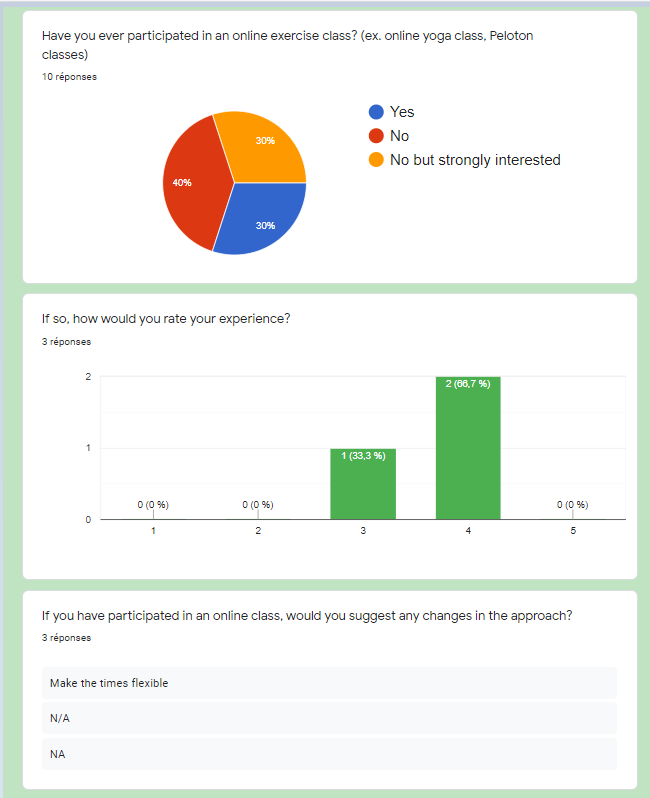 Have you ever participated in an online exercise class? (ex. online yoga class, Peloton
classes)
10 réponses
Yes
No
No but strongly interested
30%
40%
30%
If so, how would you rate your experience?
3 réponses
2
1
0
0 (0 %)
0 (0 %)
1 (33,3 %)
2 (66,7 %)
0 (0 %)
1
2
3
4
5
If you have participated in an online class, would you suggest any changes in the approach?
3 réponses
Make the times flexible
N/A
NA